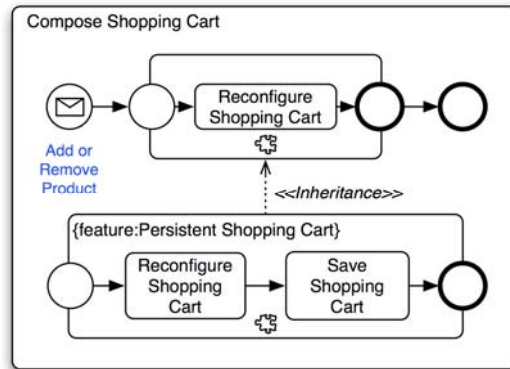 Compose Shopping Cart
Reconfigure
Shopping Cart
Add or
Remove
Product
<<Inheritance>>
{feature:Persistent Shopping Cart}
Reconfigure
Shopping
Cart
Save
Shopping
Cart